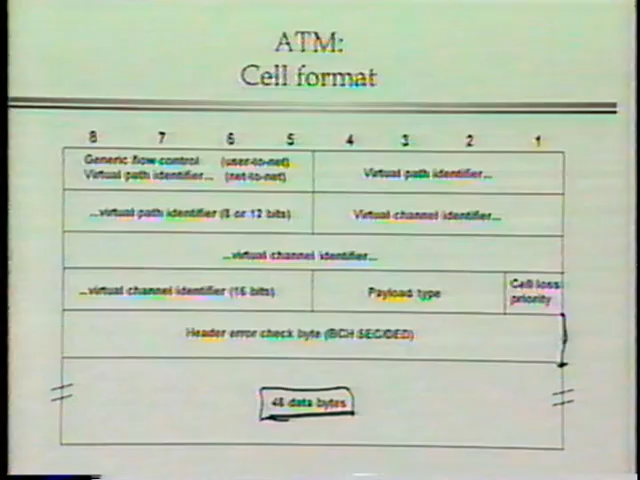 ATM:
Cell format
8 7 6 5 4 3 2 1
Generic flow control (user-to-net)
Virtual path identifier... (net-to-net)
Virtual path identifier...
...virtual path identifier (8 or 12 bits)
Virtual channel identifier...
...virtual channel identifier...
...virtual channel identifier (16 bits)
Payload type
Cell loss
priority
Header error check byte (BCH SEC/DED)
48 data bytes